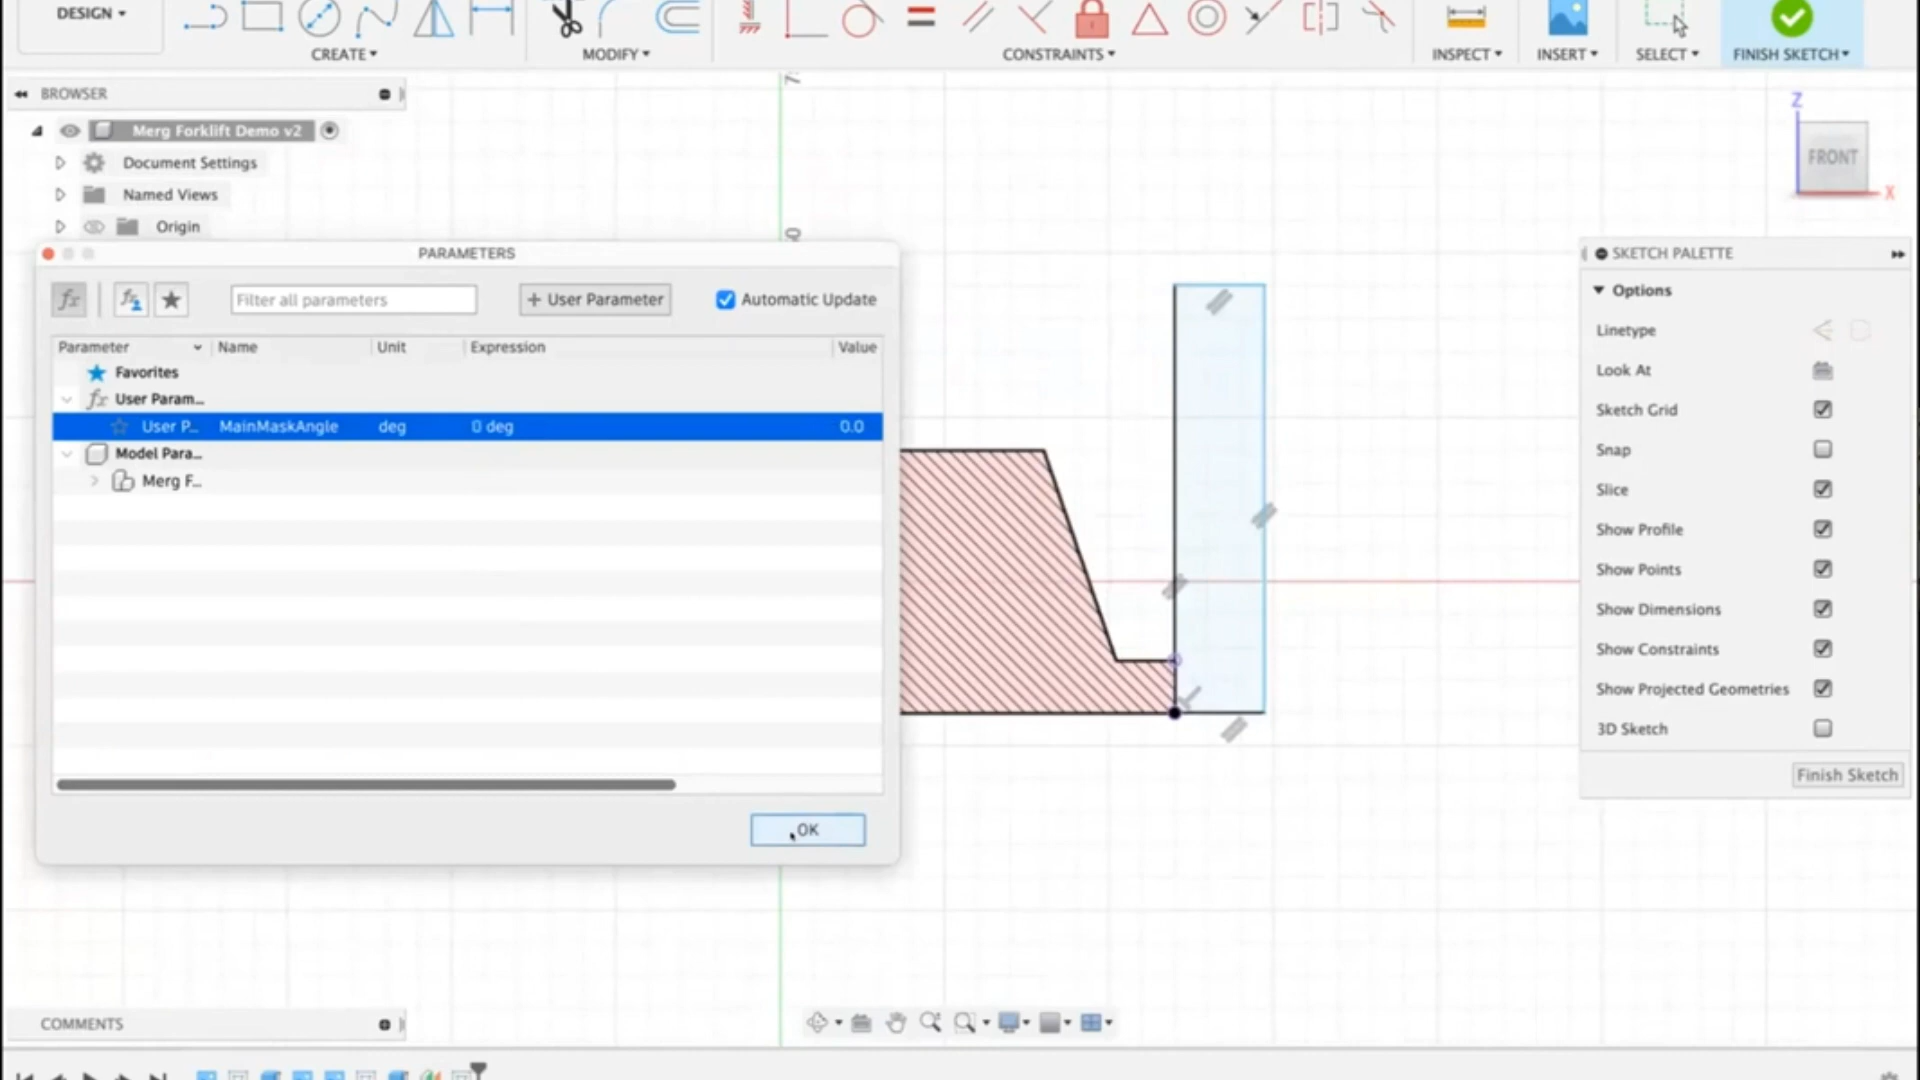 DESIGN
CREATE
MODIFY
CONSTRAINTS
INSPECT
INSERT
SELECT
FINISH SKETCH
BROWSER
Merg Forklift Demo v2
Document Settings
Named Views
Origin
PARAMETERS
fx
Filter all parameters
+ User Parameter
Automatic Update
Parameter Name Unit Expression Value
Favorites
fx User Param...
User P... MainMaskAngle deg 0 deg 0.0
Model Para...
Merg F...
OK
Z
FRONT
X
SKETCH PALETTE
Options
Linetype
Look At
Sketch Grid
Snap
Slice
Show Profile
Show Points
Show Dimensions
Show Constraints
Show Projected Geometries
3D Sketch
Finish Sketch
COMMENTS